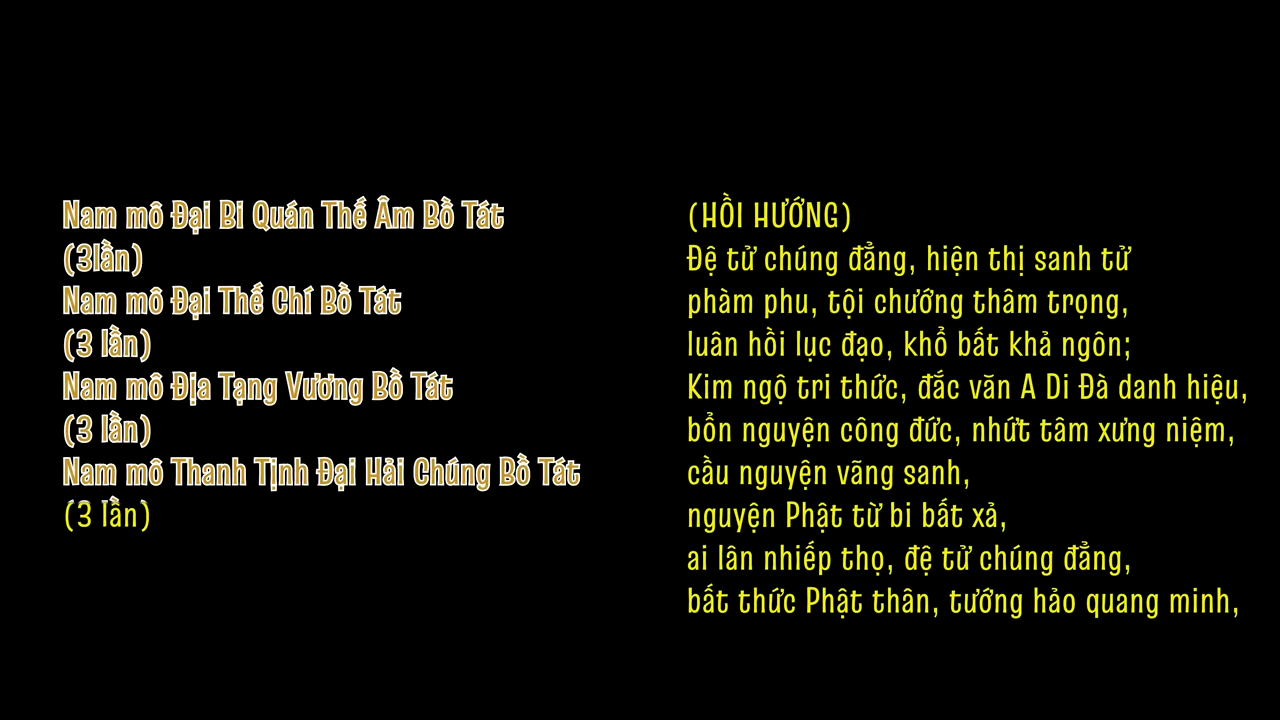 Nam mô Đại Bi Quán Thế Âm Bồ Tát
(3lần)
Nam mô Đại Thế Chí Bồ Tát
(3 lần)
Nam mô Địa Tạng Vương Bồ Tát
(3 lần)
Nam mô Thanh Tịnh Đại Hải Chúng Bồ Tát
(3 lần)
(HỒI HƯỚNG)
Đệ tử chúng đẳng, hiện thị sanh tử
phàm phu, tội chướng thâm trọng,
luân hồi lục đạo, khổ bất khả ngôn;
Kim ngộ tri thức, đắc văn A Di Đà danh hiệu,
bổn nguyện công đức, nhứt tâm xưng niệm,
cầu nguyện vãng sanh,
nguyện Phật từ bi bất xả,
ai lân nhiếp thọ, đệ tử chúng đẳng,
bất thức Phật thân, tướng hảo quang minh,